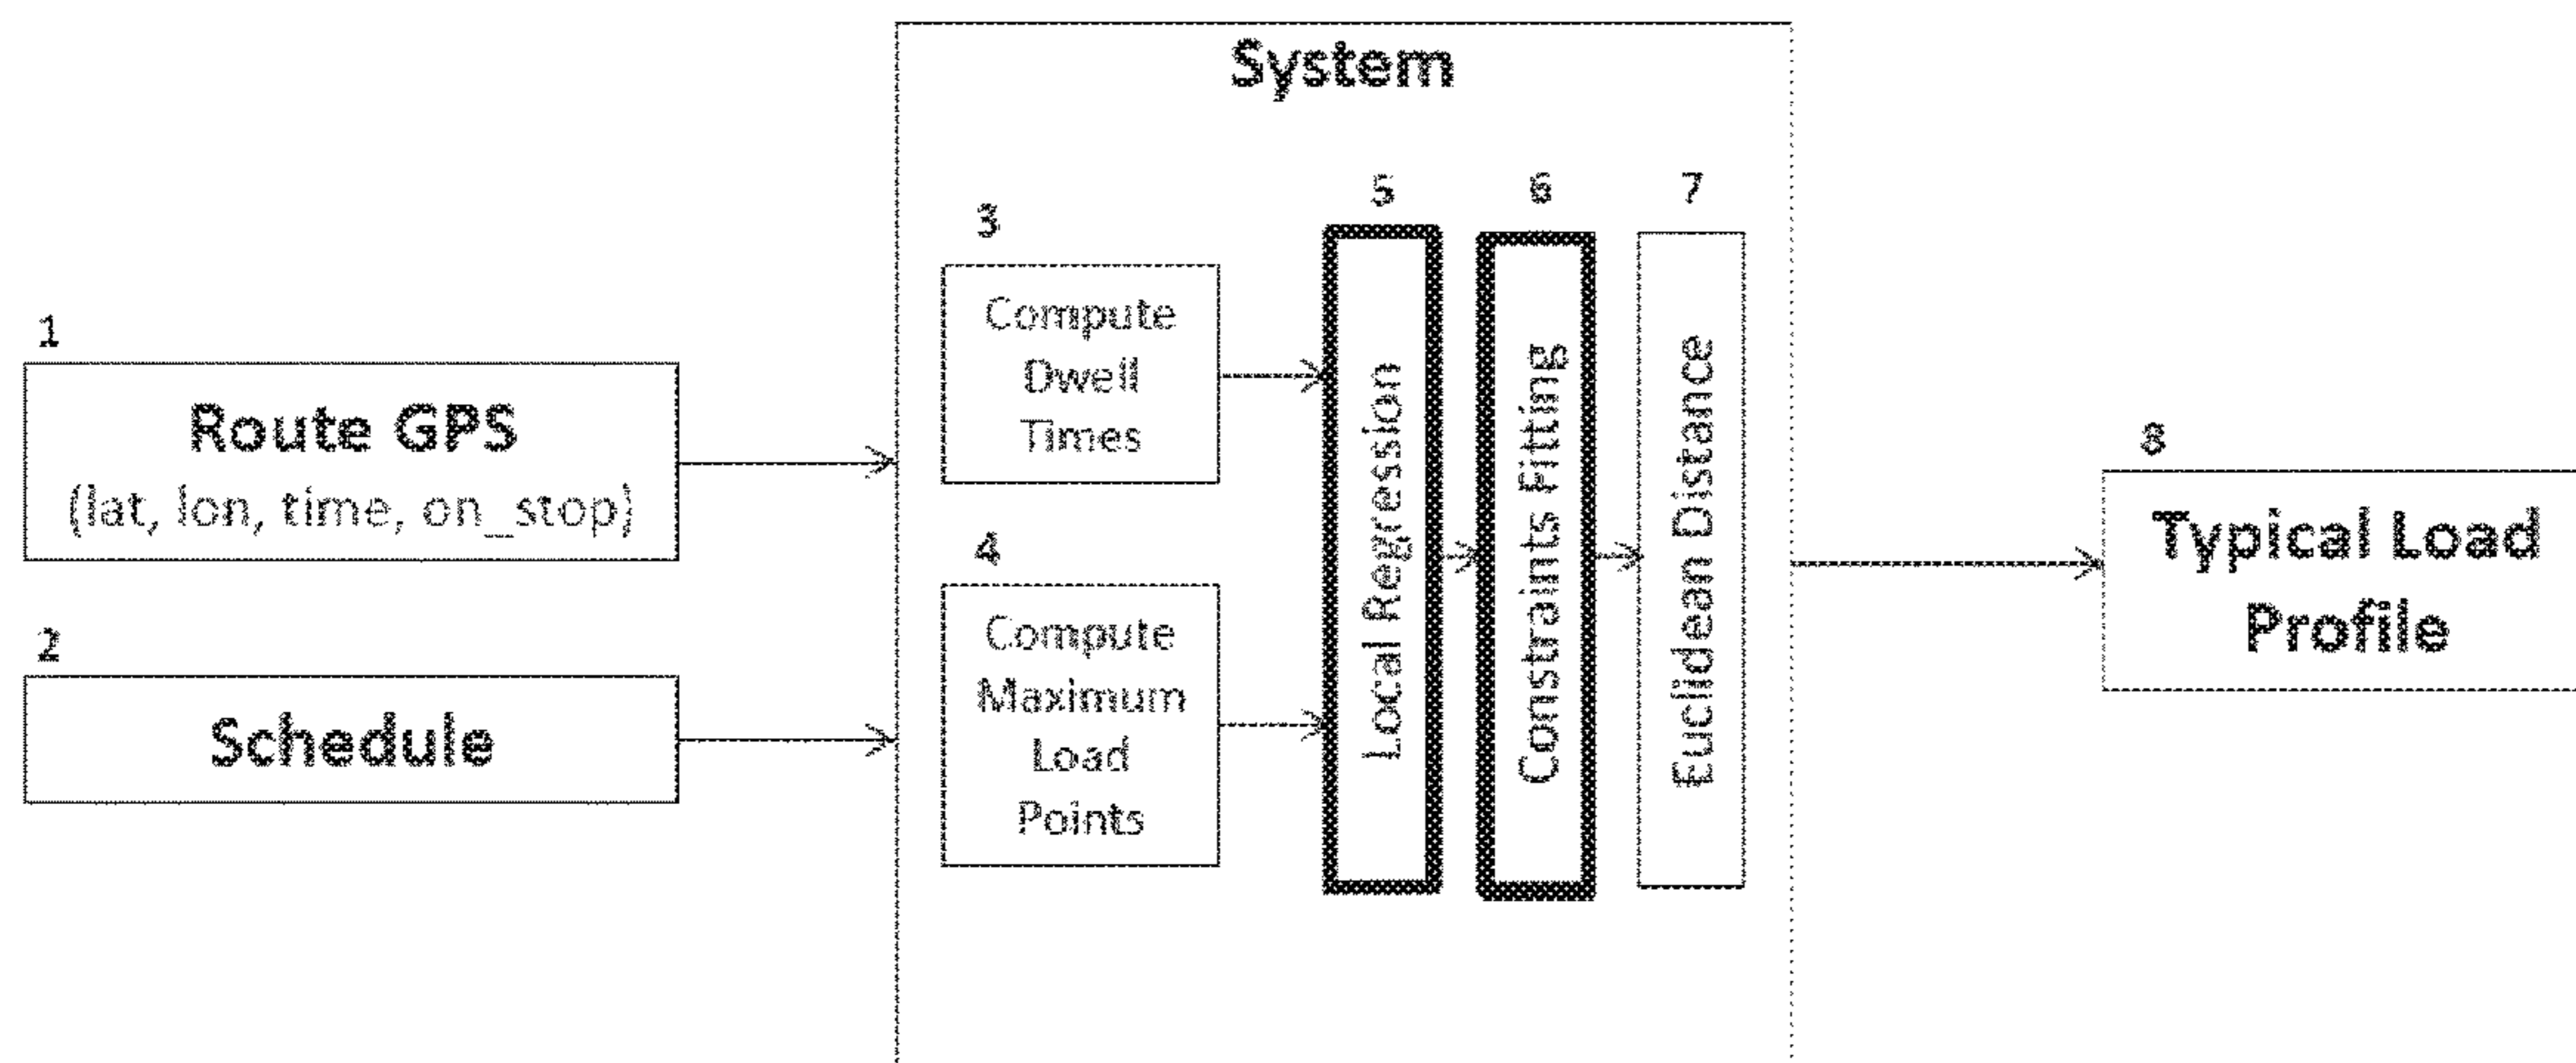 System
1
Route GPS
(lat, lon, time, on_stop)
2
Schedule
3
Compute
Dwell
Times
4
Compute
Maximum
Load
Points
5
Local Regression
6
Constraints Fitting
7
Euclidean Distance
8
Typical Load
Profile